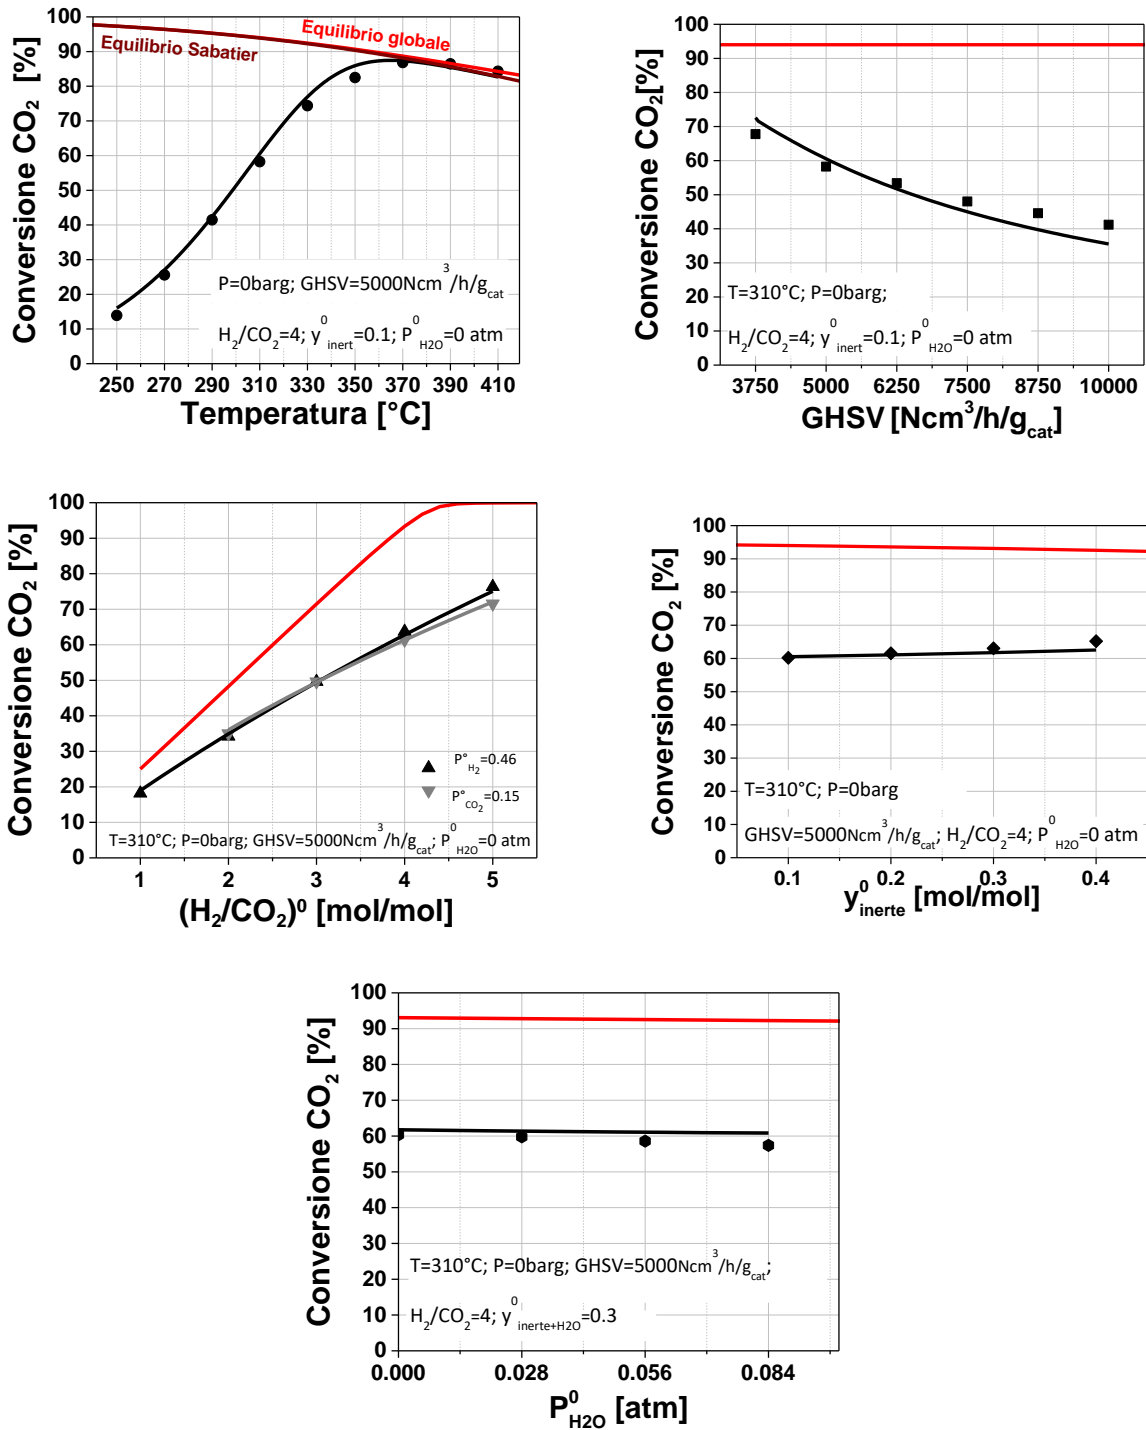 Conversione CO2 [%]
100
90
80
70
60
50
40
30
20
10
0
Equilibrio Sabatier
Equilibrio globale
P=0barg; GHSV=5000Ncm3/h/gcat
H2/CO2=4; y0inert=0.1; P0H2O=0 atm
250 270 290 310 330 350 370 390 410
Temperatura [°C]
Conversione CO2[%]
100
90
80
70
60
50
40
30
20
10
0
T=310°C; P=0barg;
H2/CO2=4; y0inert=0.1; P0H2O=0 atm
3750 5000 6250 7500 8750 10000
GHSV [Ncm3/h/gcat]
Conversione CO2 [%]
100
90
80
70
60
50
40
30
20
10
0
P°H2=0.46
P°CO2=0.15
T=310°C; P=0barg; GHSV=5000Ncm3/h/gcat; P0H2O=0 atm
1 2 3 4 5
(H2/CO2)0 [mol/mol]
Conversione CO2 [%]
100
90
80
70
60
50
40
30
20
10
0
T=310°C; P=0barg
GHSV=5000Ncm3/h/gcat; H2/CO2=4; P0H2O=0 atm
0.1 0.2 0.3 0.4
y0inerte [mol/mol]
Conversione CO2 [%]
100
90
80
70
60
50
40
30
20
10
0
T=310°C; P=0barg; GHSV=5000Ncm3/h/gcat;
H2/CO2=4; y0inerte+H2O=0.3
0.000 0.028 0.056 0.084
P0H2O [atm]